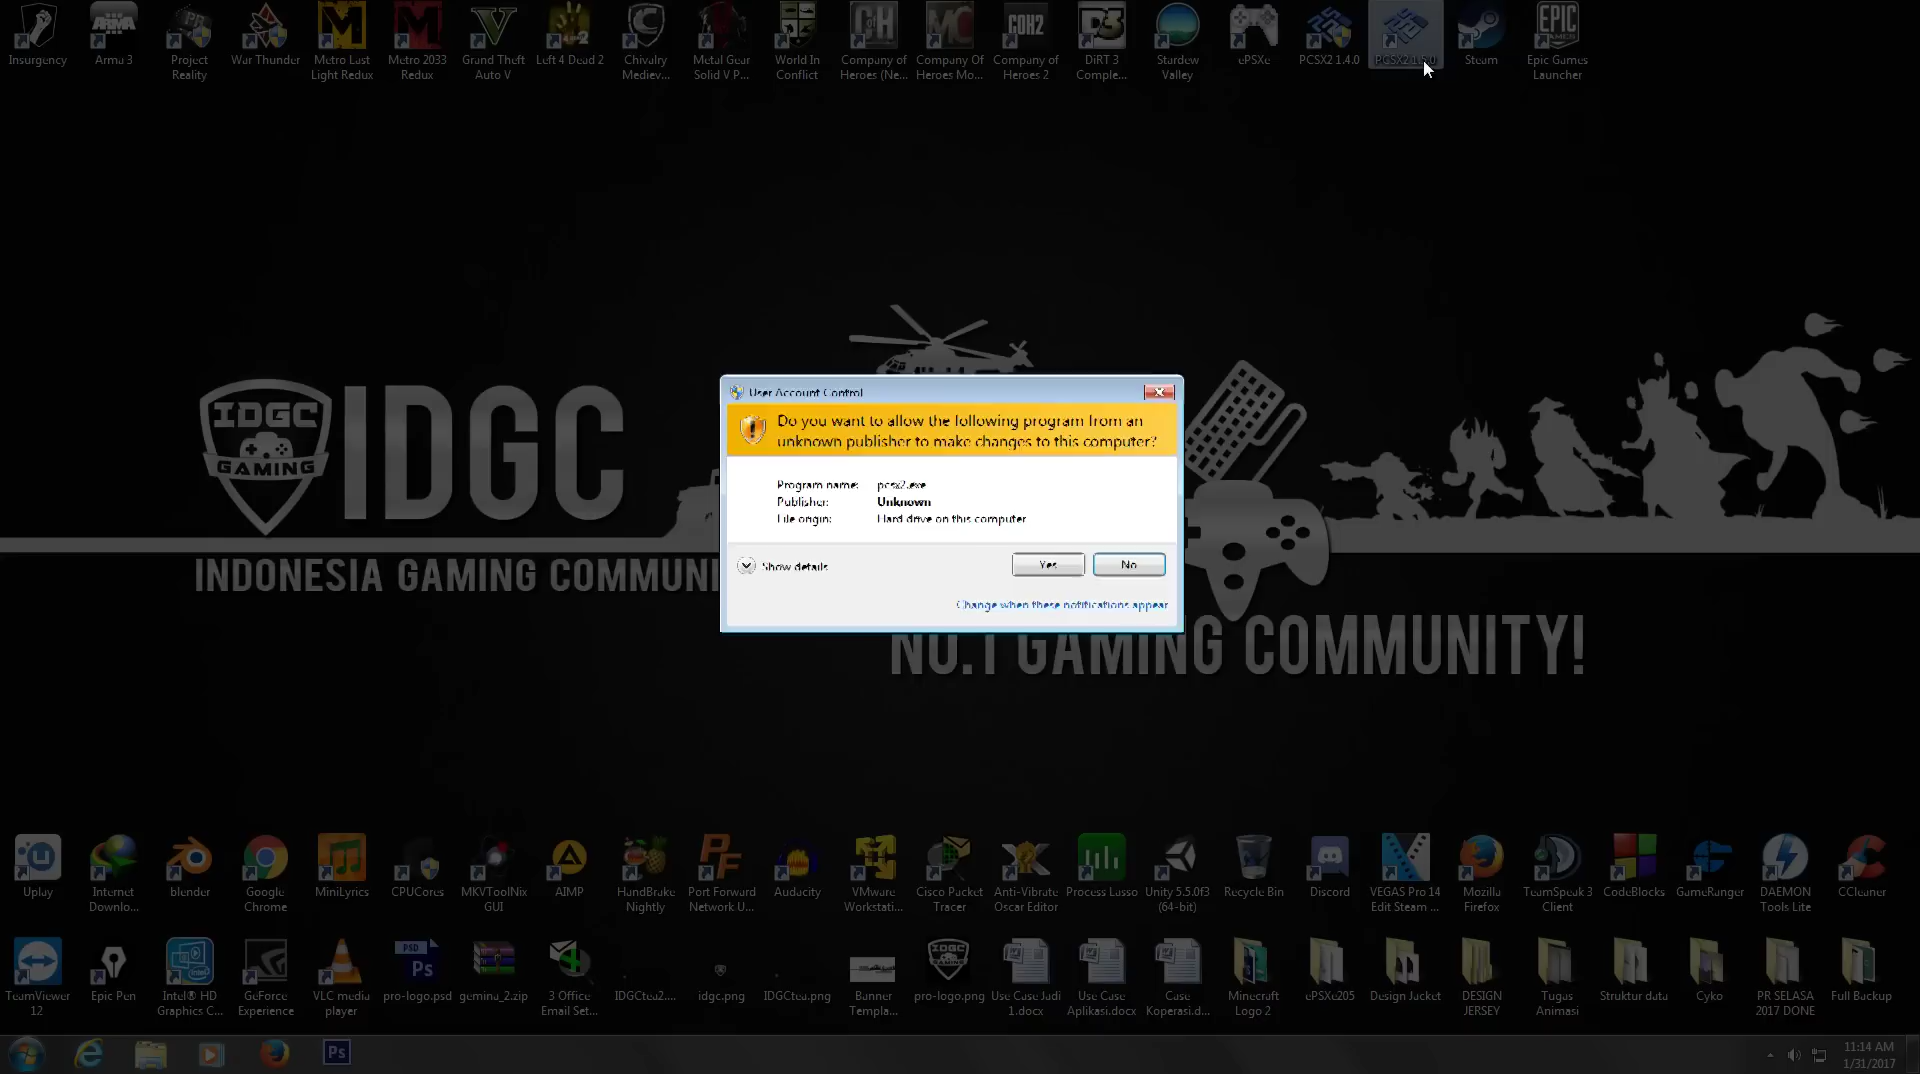 Insurgency
Arma 3
Project
Reality
War Thunder
Metro Last
Light Redux
Metro 2033
Redux
Grand Theft
Auto V
Left 4 Dead 2
Chivalry
Mediev...
Metal Gear
Solid V P...
World In
Conflict
Company of
Heroes (Ne...
Company Of
Heroes Mo...
Company of
Heroes 2
DiRT 3
Comple...
Stardew
Valley
ePSXe
PCSX2 1.4.0
Steam
Epic Games
Launcher
User Account Control
Do you want to allow the following program from an
unknown publisher to make changes to this computer?
Program name: pcsx2.exe
Publisher: Unknown
File origin: Hard drive on this computer
Show details
Yes
No
Change when these notifications appear
IDGC
GAMING
IDGC
INDONESIA GAMING COMMUNI
NO.1 GAMING COMMUNITY!
Uplay
Internet
Downlo...
blender
Google
Chrome
MiniLyrics
CPUCores
MKVToolNix
GUI
AIMP
HandBrake
Nightly
Port Forward
Network U...
Audacity
VMware
Workstati...
Cisco Packet
Tracer
Anti-Vibrate
Oscar Editor
Process Lasso
Unity 5.5.0f3
(64-bit)
Recycle Bin
Discord
VEGAS Pro 14
Edit Steam ...
Mozilla
Firefox
TeamSpeak 3
Client
CodeBlocks
GameRanger
DAEMON
Tools Lite
CCleaner
TeamViewer
12
Epic Pen
Intel® HD
Graphics C...
GeForce
Experience
VLC media
player
pro-logo.psd
gemina_2.zip
3 Office
Email Set...
IDGCtea2....
idgc.png
IDGCtea.png
Banner
Templa...
pro-logo.png
Use Case Jadi
1.docx
Use Case
Aplikasi.docx
Case
Koperasi.d...
Minecraft
Logo 2
ePSXe205
Design Jacket
DESIGN
JERSEY
Tugas
Animasi
Struktur data
Cyko
PR SELASA
2017 DONE
Full Backup
11:14 AM
1/31/2017